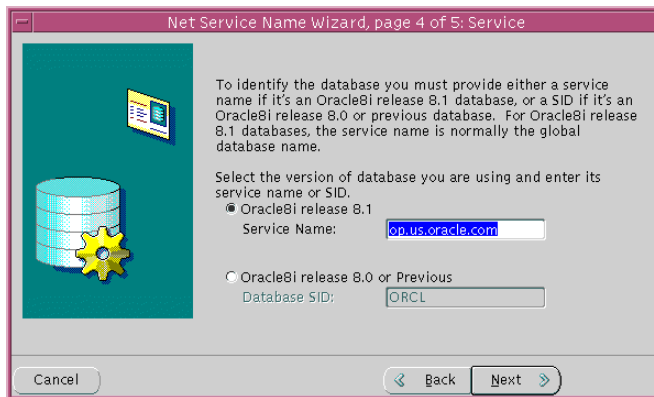 Net Service Name Wizard, page 4 of 5: Service
To identify the database you must provide either a service
name if it's an Oracle8i release 8.1 database, or a SID if it's an
Oracle8i release 8.0 or previous database. For Oracle8i release
8.1 databases, the service name is normally the global
database name.
Select the version of database you are using and enter its
service name or SID.
Oracle8i release 8.1
Service Name: op.us.oracle.com
Oracle8i release 8.0 or Previous
Database SID: ORCL
Cancel Back Next